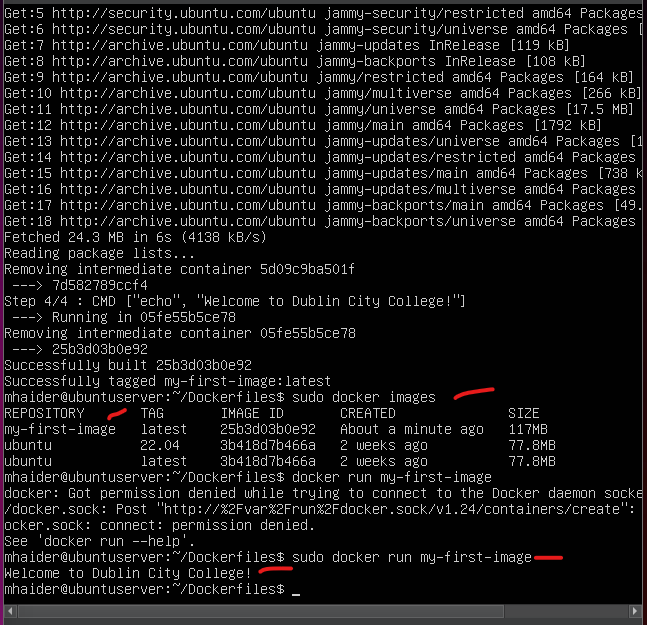 Get:5 http://security.ubuntu.com/ubuntu jammy-security/restricted amd64 Packages
Get:6 http://security.ubuntu.com/ubuntu jammy-security/universe amd64 Packages [
Get:7 http://archive.ubuntu.com/ubuntu jammy-updates InRelease [119 kB]
Get:8 http://archive.ubuntu.com/ubuntu jammy-backports InRelease [108 kB]
Get:9 http://archive.ubuntu.com/ubuntu jammy/restricted amd64 Packages [164 kB]
Get:10 http://archive.ubuntu.com/ubuntu jammy/multiverse amd64 Packages [266 kB]
Get:11 http://archive.ubuntu.com/ubuntu jammy/universe amd64 Packages [17.5 MB]
Get:12 http://archive.ubuntu.com/ubuntu jammy/main amd64 Packages [1792 kB]
Get:13 http://archive.ubuntu.com/ubuntu jammy-updates/universe amd64 Packages [1
Get:14 http://archive.ubuntu.com/ubuntu jammy-updates/restricted amd64 Packages
Get:15 http://archive.ubuntu.com/ubuntu jammy-updates/main amd64 Packages [738 k
Get:16 http://archive.ubuntu.com/ubuntu jammy-updates/multiverse amd64 Packages
Get:17 http://archive.ubuntu.com/ubuntu jammy-backports/main amd64 Packages [49.
Get:18 http://archive.ubuntu.com/ubuntu jammy-backports/universe amd64 Packages
Fetched 24.3 MB in 6s (4138 kB/s)
Reading package lists...
Removing intermediate container 5d09c9ba501f
 ---> 7d582789ccf4
Step 4/4 : CMD ["echo", "Welcome to Dublin City College!"]
 ---> Running in 05fe55b5ce78
Removing intermediate container 05fe55b5ce78
 ---> 25b3d03b0e92
Successfully built 25b3d03b0e92
Successfully tagged my-first-image:latest
mhaider@ubuntuserver:~/Dockerfiles$ sudo docker images
REPOSITORY TAG IMAGE ID CREATED SIZE
my-first-image latest 25b3d03b0e92 About a minute ago 117MB
ubuntu 22.04 3b418d7b466a 2 weeks ago 77.8MB
ubuntu latest 3b418d7b466a 2 weeks ago 77.8MB
mhaider@ubuntuserver:~/Dockerfiles$ docker run my-first-image
docker: Got permission denied while trying to connect to the Docker daemon socke
/docker.sock: Post "http://%2Fvar%2Frun%2Fdocker.sock/v1.24/containers/create":
ocker.sock: connect: permission denied.
See 'docker run --help'.
mhaider@ubuntuserver:~/Dockerfiles$ sudo docker run my-first-image
Welcome to Dublin City College!
mhaider@ubuntuserver:~/Dockerfiles$ _